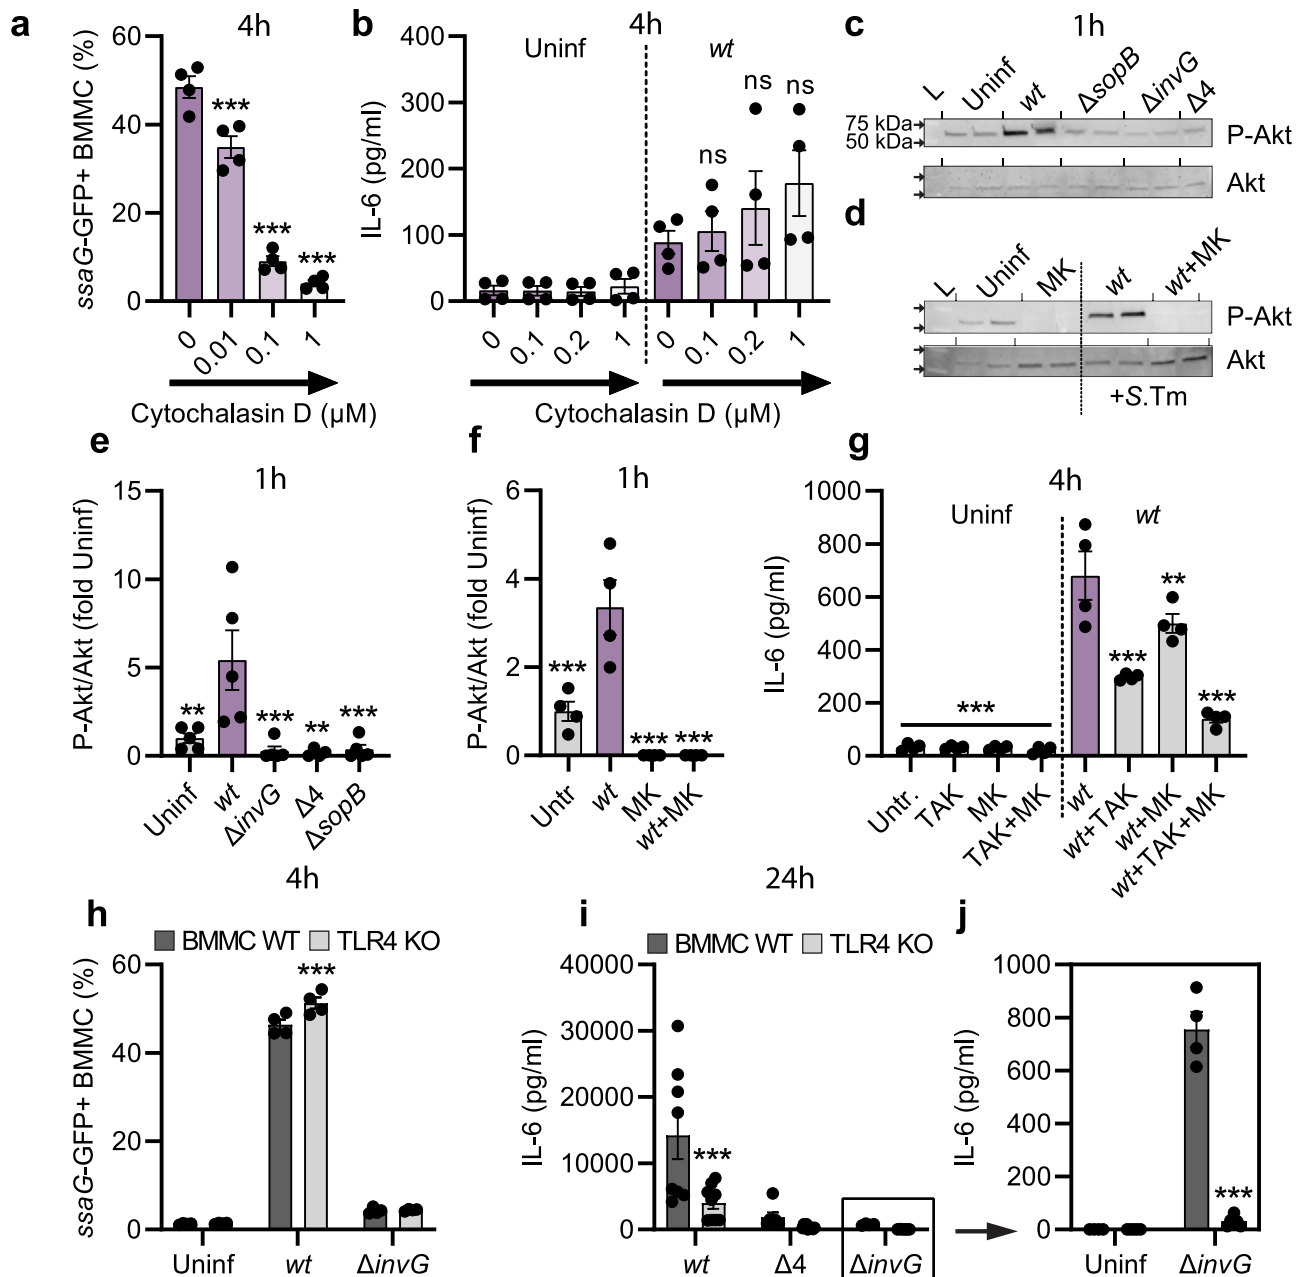 a
4h
ssaG-GFP+ BMMC (%)
60
40
20
0
***
***
***
0
0.01
0.1
1
Cytochalasin D (μM)
b
4h
IL-6 (pg/ml)
400
300
200
100
0
Uninf
wt
ns
ns
ns
0
0.1
0.2
1
0
0.1
0.2
1
Cytochalasin D (μM)
c
1h
L
Uninf
wt
ΔsopB
ΔinvG
Δ4
75 kDa
50 kDa
P-Akt
Akt
d
L
Uninf
MK
wt
wt+MK
P-Akt
Akt
+S.Tm
e
1h
P-Akt/Akt (fold Uninf)
15
10
5
0
**
***
**
***
Uninf
wt
ΔinvG
Δ4
ΔsopB
f
1h
P-Akt/Akt (fold Uninf)
6
4
2
0
***
***
***
Untr
wt
MK
wt+MK
g
4h
IL-6 (pg/ml)
1000
800
600
400
200
0
Uninf
wt
***
***
**
***
Untr.
TAK
MK
TAK+MK
wt
wt+TAK
wt+MK
wt+TAK+MK
h
4h
BMMC WT
TLR4 KO
ssaG-GFP+ BMMC (%)
60
40
20
0
***
Uninf
wt
ΔinvG
i
24h
BMMC WT
TLR4 KO
IL-6 (pg/ml)
40000
30000
20000
10000
0
***
wt
Δ4
ΔinvG
j
IL-6 (pg/ml)
1000
800
600
400
200
0
***
Uninf
ΔinvG